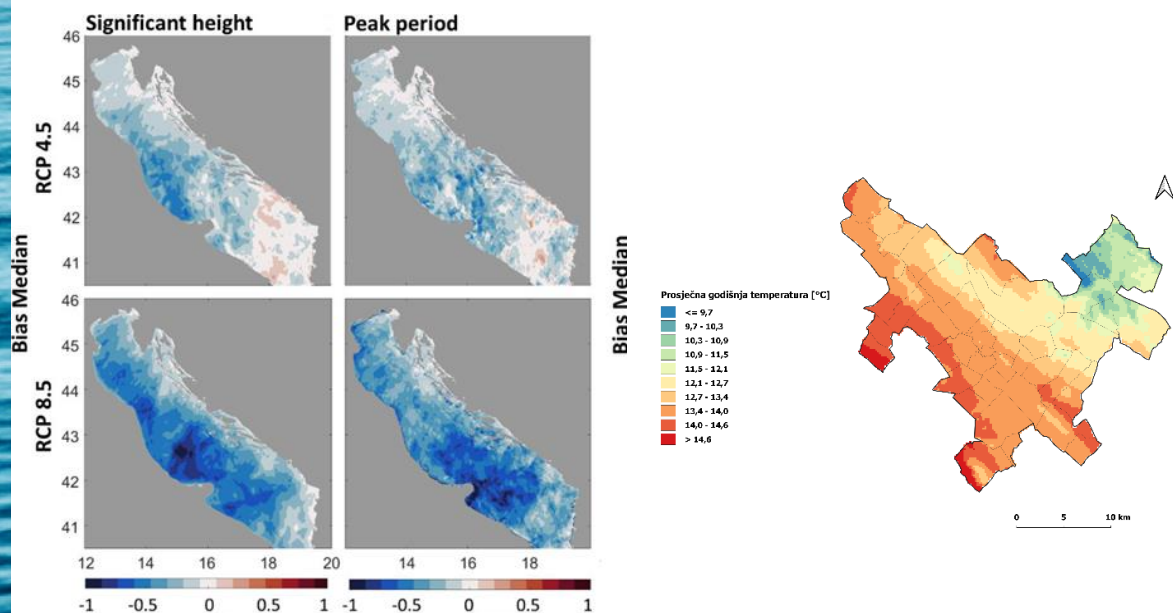 Significant height
Peak period
RCP 4.5
46
45
44
43
42
41
Bias Median
Bias Median
RCP 8.5
46
45
44
43
42
41
12 14 16 18 20
16 18
-1 -0.5 0 0.5 1
-1 -0.5 0 0.5 1
Prosječna godišnja temperatura [°C]
<= 9,7
9,7 - 10,3
10,3 - 10,9
10,9 - 11,5
11,5 - 12,1
12,1 - 12,7
12,7 - 13,4
13,4 - 14,0
14,0 - 14,6
> 14,6
0 5 10 km